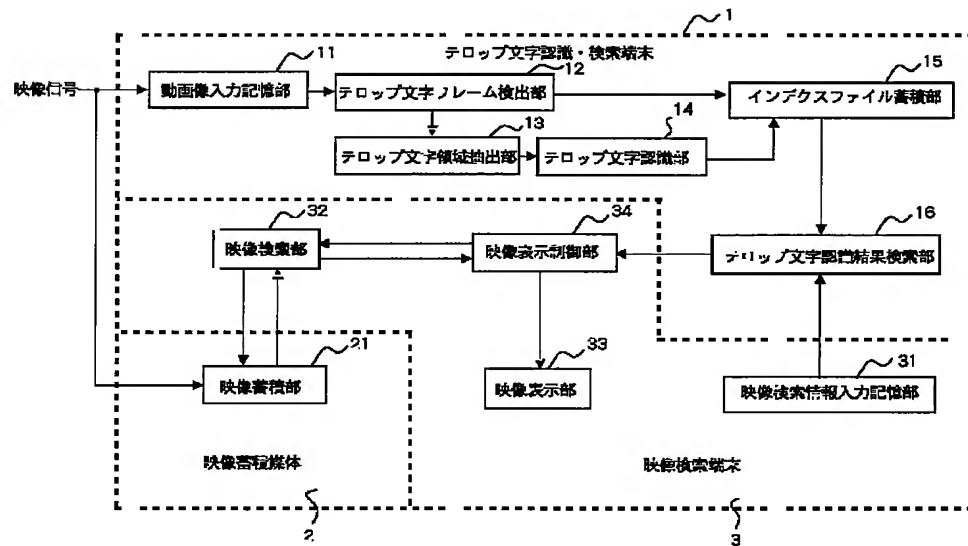 1
テロップ文字認識・検索端末
11
12
15
映像信号
動画像入力記憶部
テロップ文字フレーム検出部
インデクスファイル蓄積部
13
14
テロップ文字領域抽出部
テロップ文字認識部
32
34
16
映像検索部
映像表示制御部
テロップ文字認識結果検索部
21
33
31
映像蓄積部
映像表示部
映像検索情報入力記憶部
映像蓄積媒体
映像検索端末
2
3